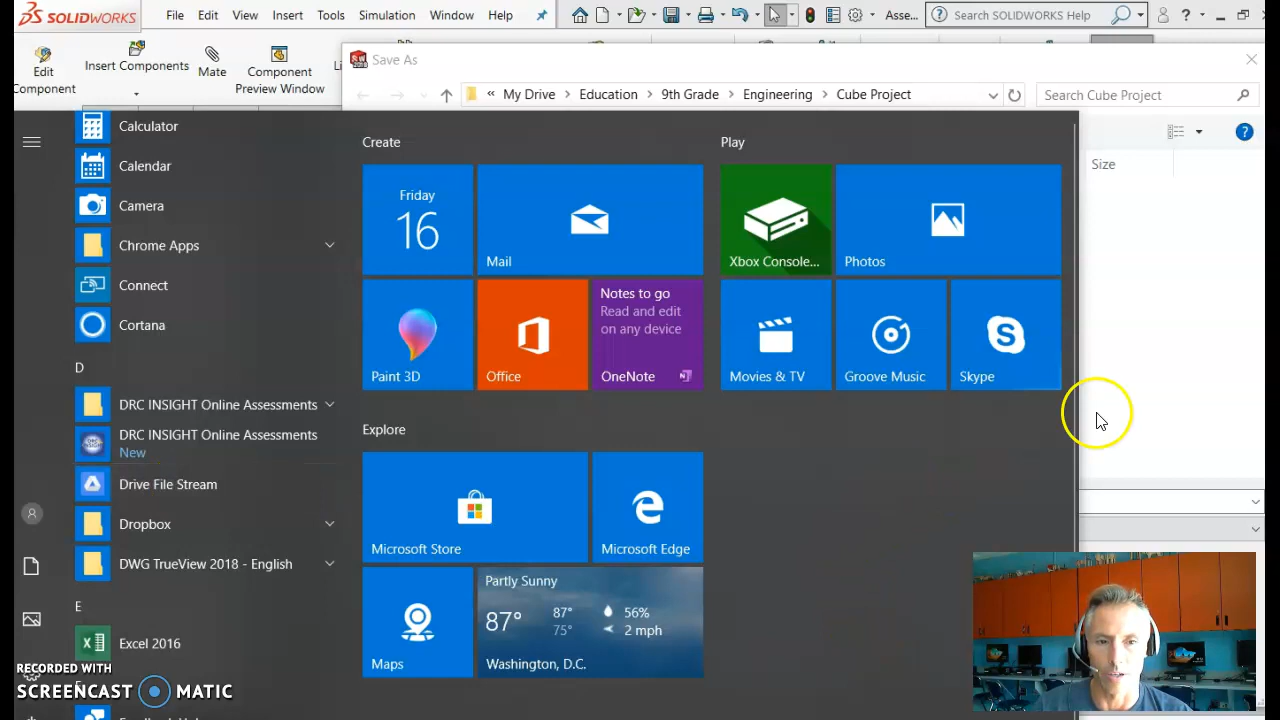 SOLIDWORKS File Edit View Insert Tools Simulation Window Help Asse... Search SOLIDWORKS Help ?
Edit Component
Insert Components
Mate
Component Preview Window
Save As
« My Drive Education 9th Grade Engineering Cube Project Search Cube Project
?
Size
Calculator
Calendar
Camera
Chrome Apps
Connect
Cortana
D
DRC INSIGHT Online Assessments
DRC INSIGHT Online Assessments
New
Drive File Stream
Dropbox
DWG TrueView 2018 - English
E
Excel 2016
Create
Friday
16
Mail
Paint 3D
Office
Notes to go
Read and edit
on any device
OneNote
Play
Xbox Console...
Photos
Movies & TV
Groove Music
Skype
Explore
Microsoft Store
Microsoft Edge
Maps
Partly Sunny
87° 87° 56%
75° 2 mph
Washington, D.C.
RECORDED WITH
SCREENCAST MATIC